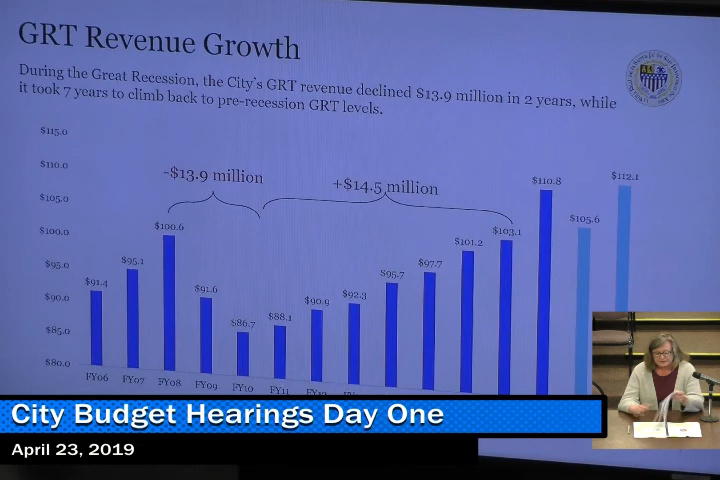 GRT Revenue Growth
During the Great Recession, the City's GRT revenue declined $13.9 million in 2 years, while
it took 7 years to climb back to pre-recession GRT levels.
$115.0
$110.0
$105.0
$100.0
$95.0
$90.0
$85.0
$80.0
-$13.9 million
+$14.5 million
$91.4
$95.1
$100.6
$91.6
$86.7
$88.1
$90.9
$92.3
$95.7
$97.7
$101.2
$103.1
$110.8
$105.6
$112.1
FY06 FY07 FY08 FY09 FY10 FY11
City Budget Hearings Day One
April 23, 2019